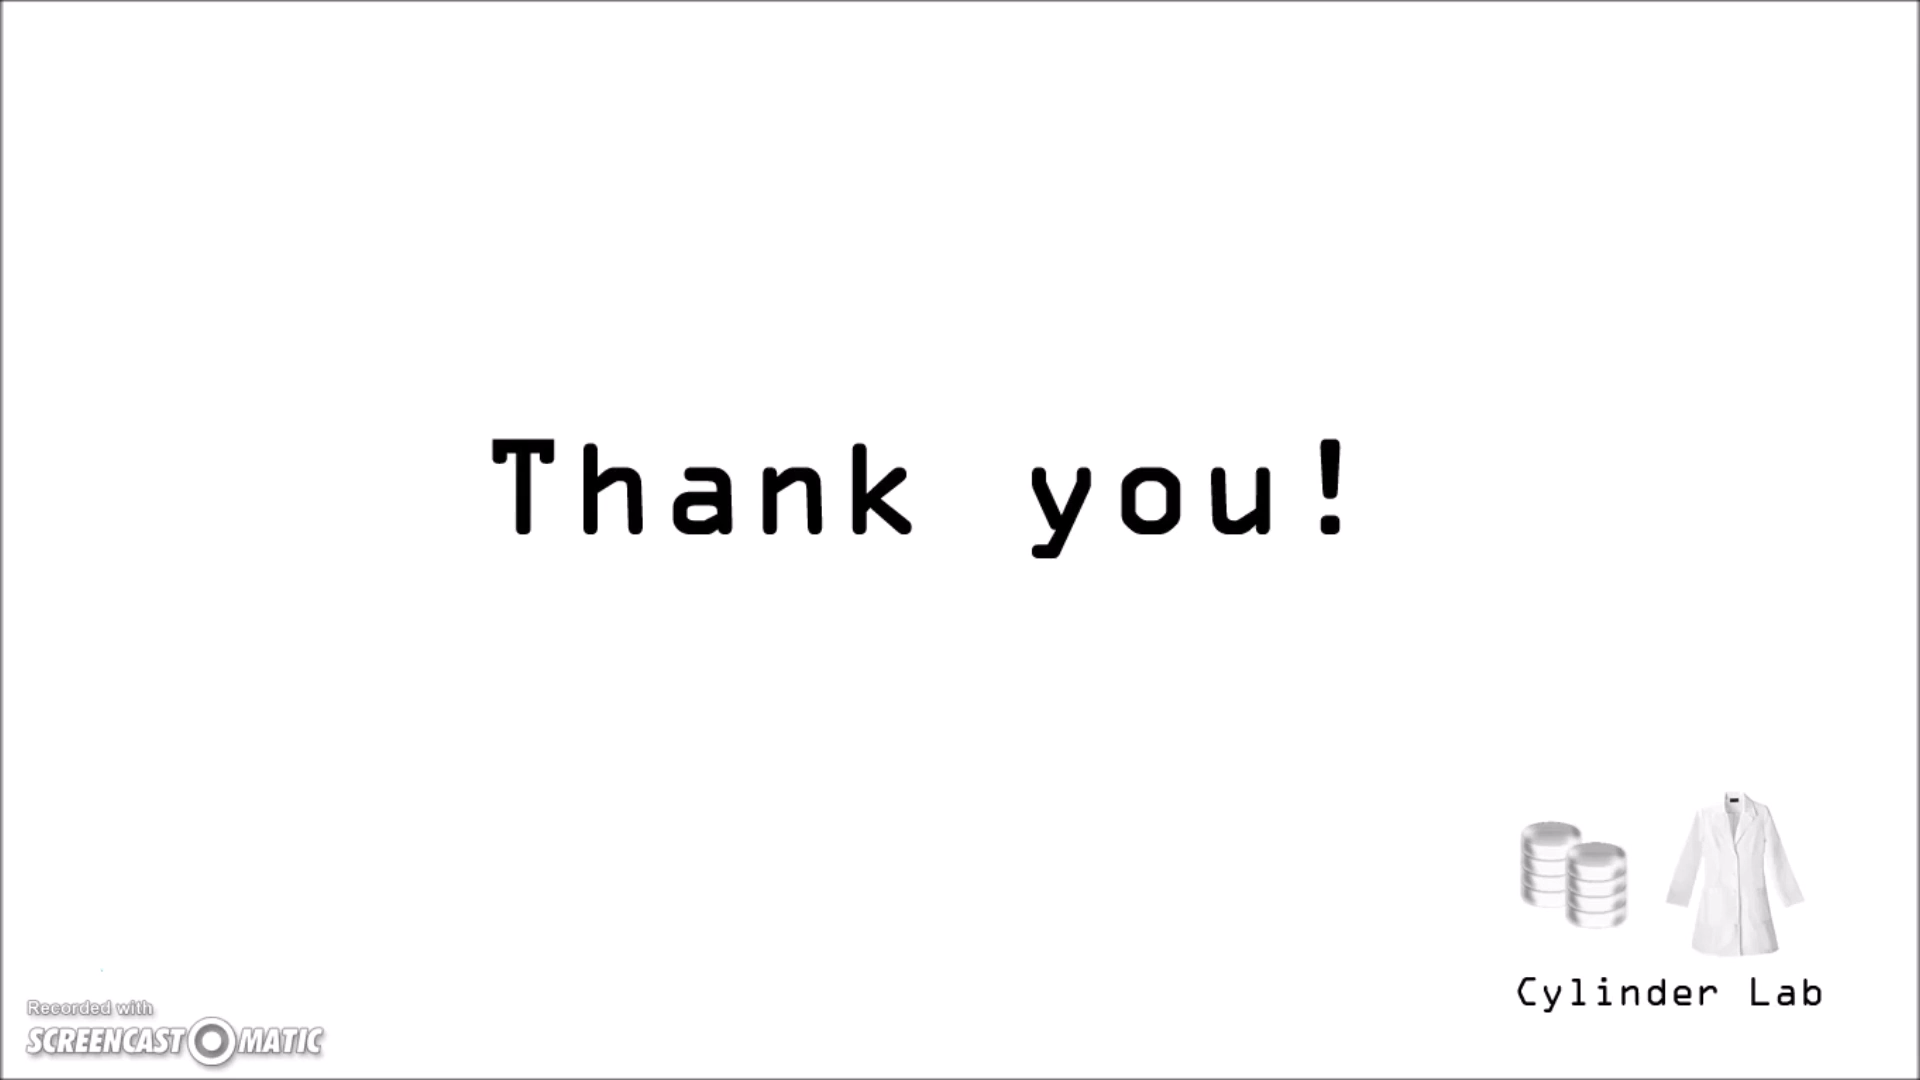 Thank you!
Cylinder Lab
Recorded with
SCREENCAST O MATIC